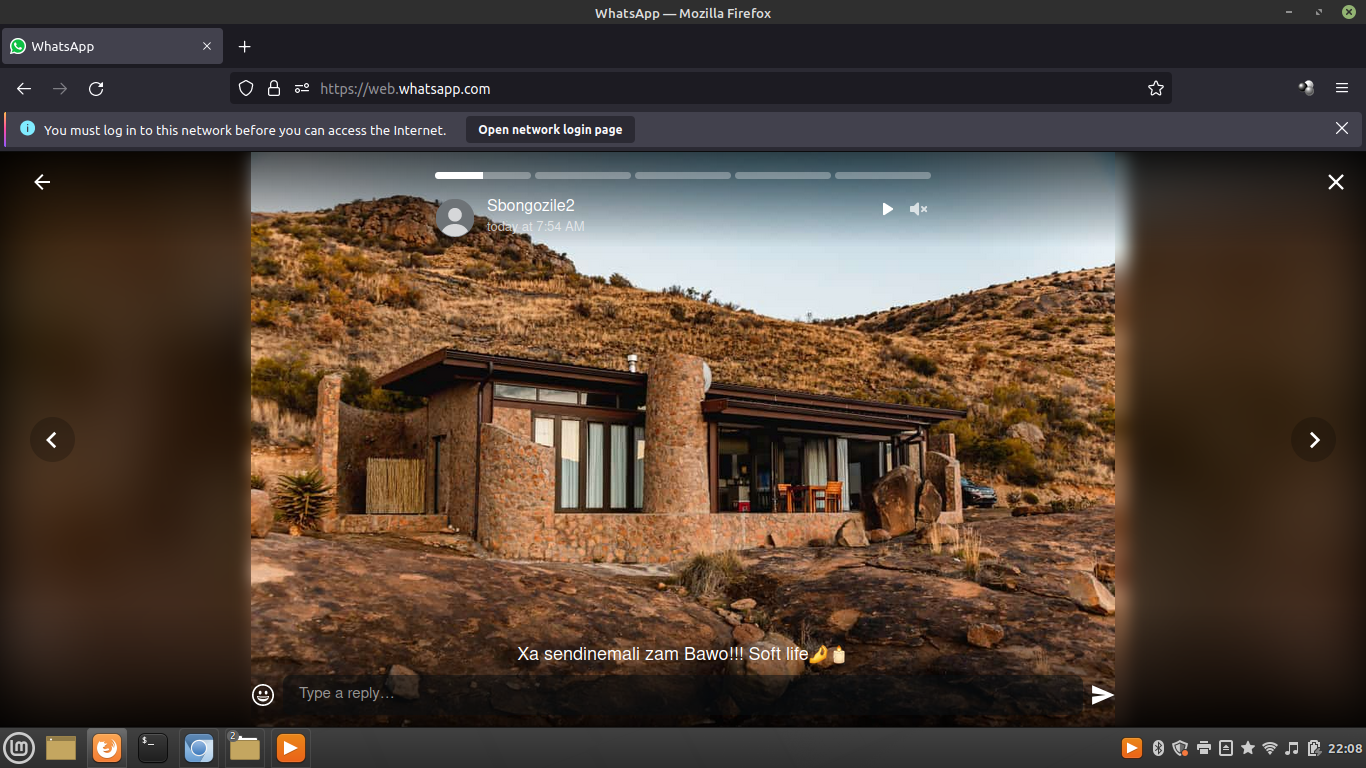 WhatsApp — Mozilla Firefox
WhatsApp
https://web.whatsapp.com
You must log in to this network before you can access the Internet.
Open network login page
Sbongozile2
today at 7:54 AM
Xa sendinemali zam Bawo!!! Soft life🤌🕯️
Type a reply…
$_
2
22:08